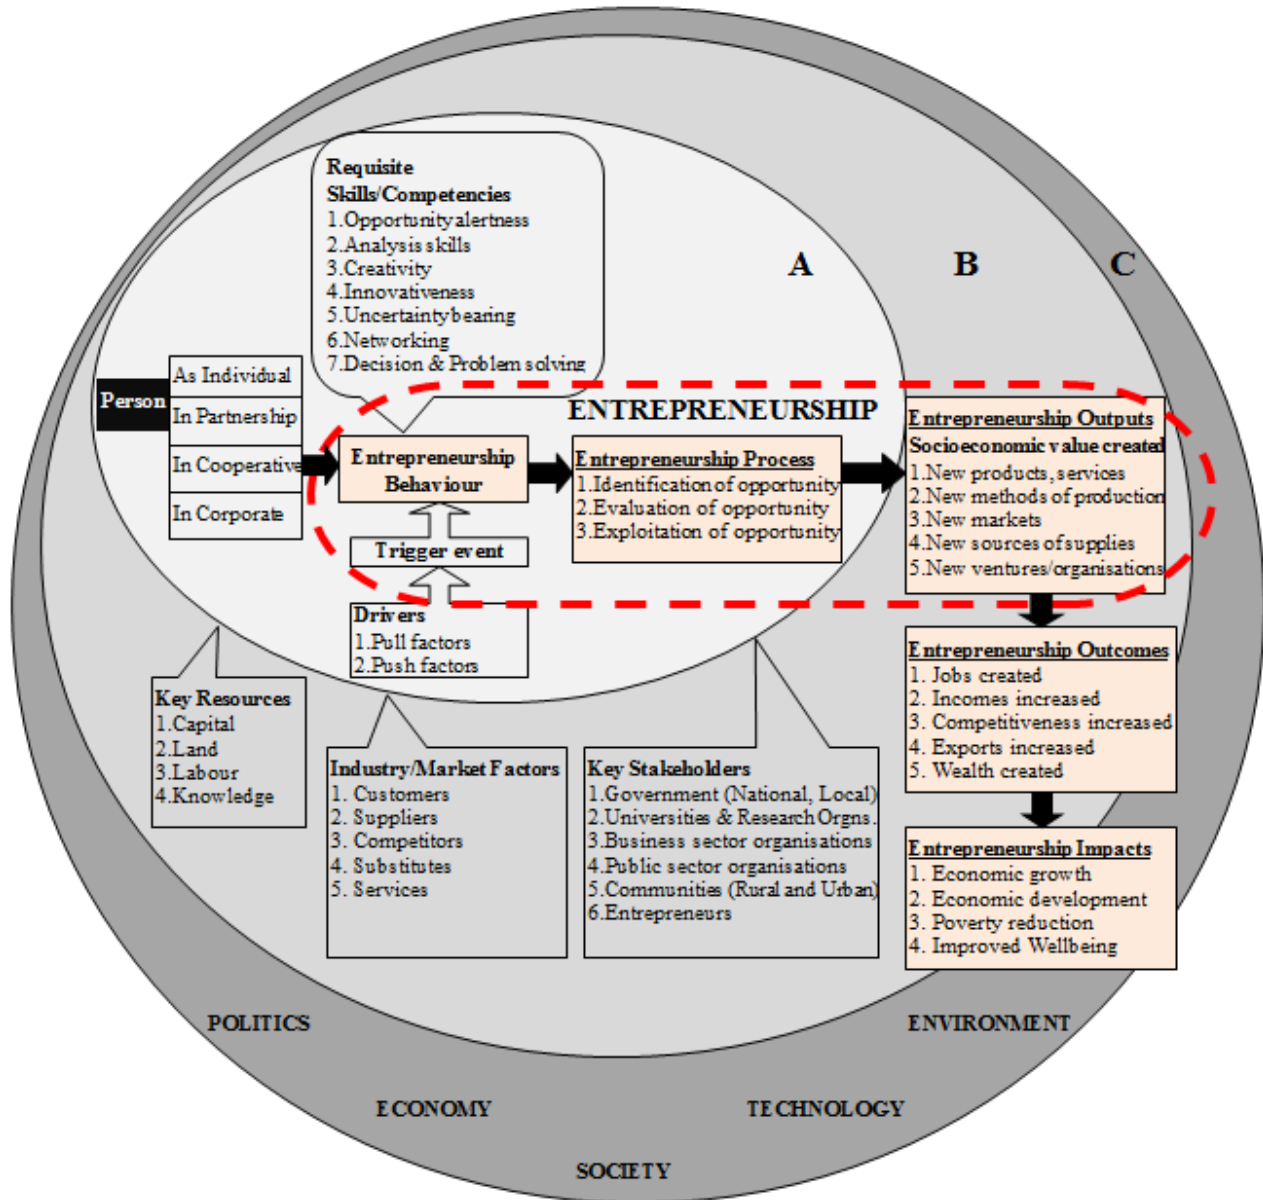 Requisite
Skills/Competencies
1.Opportunity alertness
2.Analysis skills
3.Creativity
4.Innovativeness
5.Uncertainty bearing
6.Networking
7.Decision & Problem solving
A
B
C
Person
As Individual
In Partnership
In Cooperative
In Corporate
ENTREPRENEURSHIP
Entrepreneurship
Behaviour
Trigger event
Drivers
1.Pull factors
2.Push factors
Entrepreneurship Process
1.Identification of opportunity
2.Evaluation of opportunity
3.Exploitation of opportunity
Entrepreneurship Outputs
Socioeconomic value created
1.New products, services
2.New methods of production
3.New markets
4.New sources of supplies
5.New ventures/organisations
Entrepreneurship Outcomes
1. Jobs created
2. Incomes increased
3. Competitiveness increased
4. Exports increased
5. Wealth created
Entrepreneurship Impacts
1. Economic growth
2. Economic development
3. Poverty reduction
4. Improved Wellbeing
Key Resources
1.Capital
2.Land
3.Labour
4.Knowledge
Industry/Market Factors
1. Customers
2. Suppliers
3. Competitors
4. Substitutes
5. Services
Key Stakeholders
1.Government (National, Local)
2.Universities & Research Orgns.
3.Business sector organisations
4.Public sector organisations
5.Communities (Rural and Urban)
6.Entrepreneurs
POLITICS
ENVIRONMENT
ECONOMY
TECHNOLOGY
SOCIETY